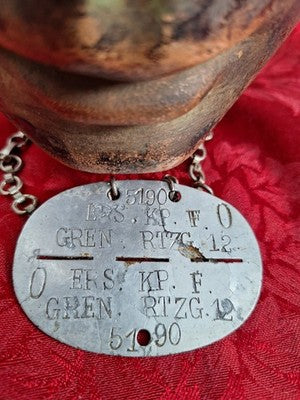 5190
ERS. KP. F. O
GREN. RTZG. 12
O ERS. KP. F.
GREN. RTZG. 12
5190